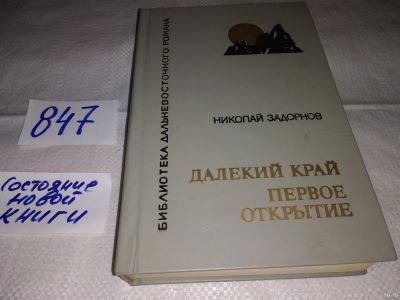 847
Состояние
новой
книги
БИБЛИОТЕКА ДАЛЬНЕВОСТОЧНОГО РОМАНА
НИКОЛАЙ ЗАДОРНОВ
ДАЛЕКИЙ КРАЙ
ПЕРВОЕ
ОТКРЫТИЕ